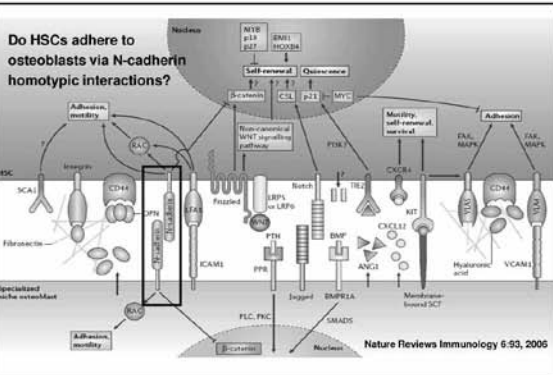 Do HSCs adhere to
osteoblasts via N-cadherin
homotypic interactions?
Nucleus
MYB
p18
p27
BMI1
HOXB4
Self-renewal
Quiescence
β-catenin
CSL
p21
MYC
Adhesion,
motility
RAC
Non-canonical
WNT signalling
pathway
PI3K?
Motility,
self-renewal,
survival
Adhesion
FAK,
MAPK
FAK,
MAPK
HSC
SCA1
Integrin
CD44
OPN
N-cadherin
N-cadherin
LFA1
Frizzled
LRP5
or LRP6
WNT
Notch
TIE2
CXCR4
KIT
VLA5
CD44
VLA4
Fibronectin
ICAM1
PTH
PPR
BMP
ANG1
CXCL12
Hyaluronic
acid
VCAM1
Jagged
BMPR1A
Membrane-
bound SCF
niche osteoblast
RAC
PLC, PKC
SMADS
Adhesion,
motility
β-catenin
Nucleus
Nature Reviews Immunology 6:93, 2006